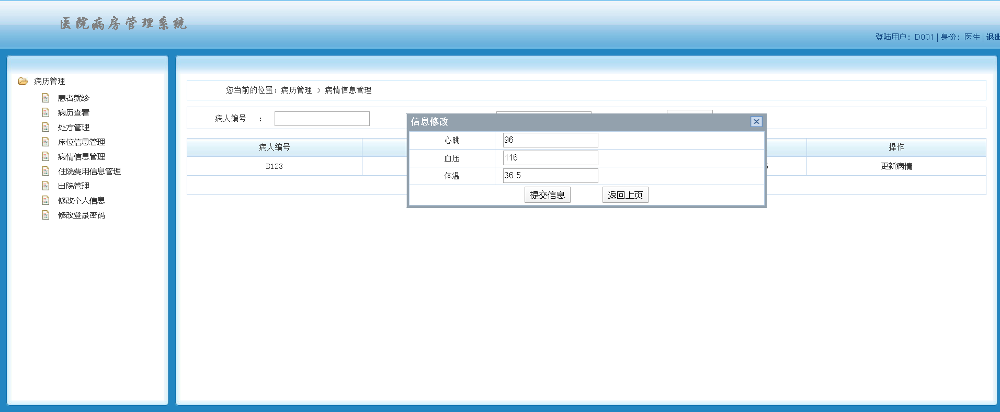 医院病房管理系统
登陆用户：D001 | 身份：医生 | 退出
病历管理
患者就诊
病历查看
处方管理
床位信息管理
病情信息管理
住院费用信息管理
出院管理
修改个人信息
修改登录密码
您当前的位置：病历管理 > 病情信息管理
病人编号 ：
病人编号 操作
B123 更新病情
信息修改
心跳 96
血压 116
体温 36.5
提交信息 返回上页